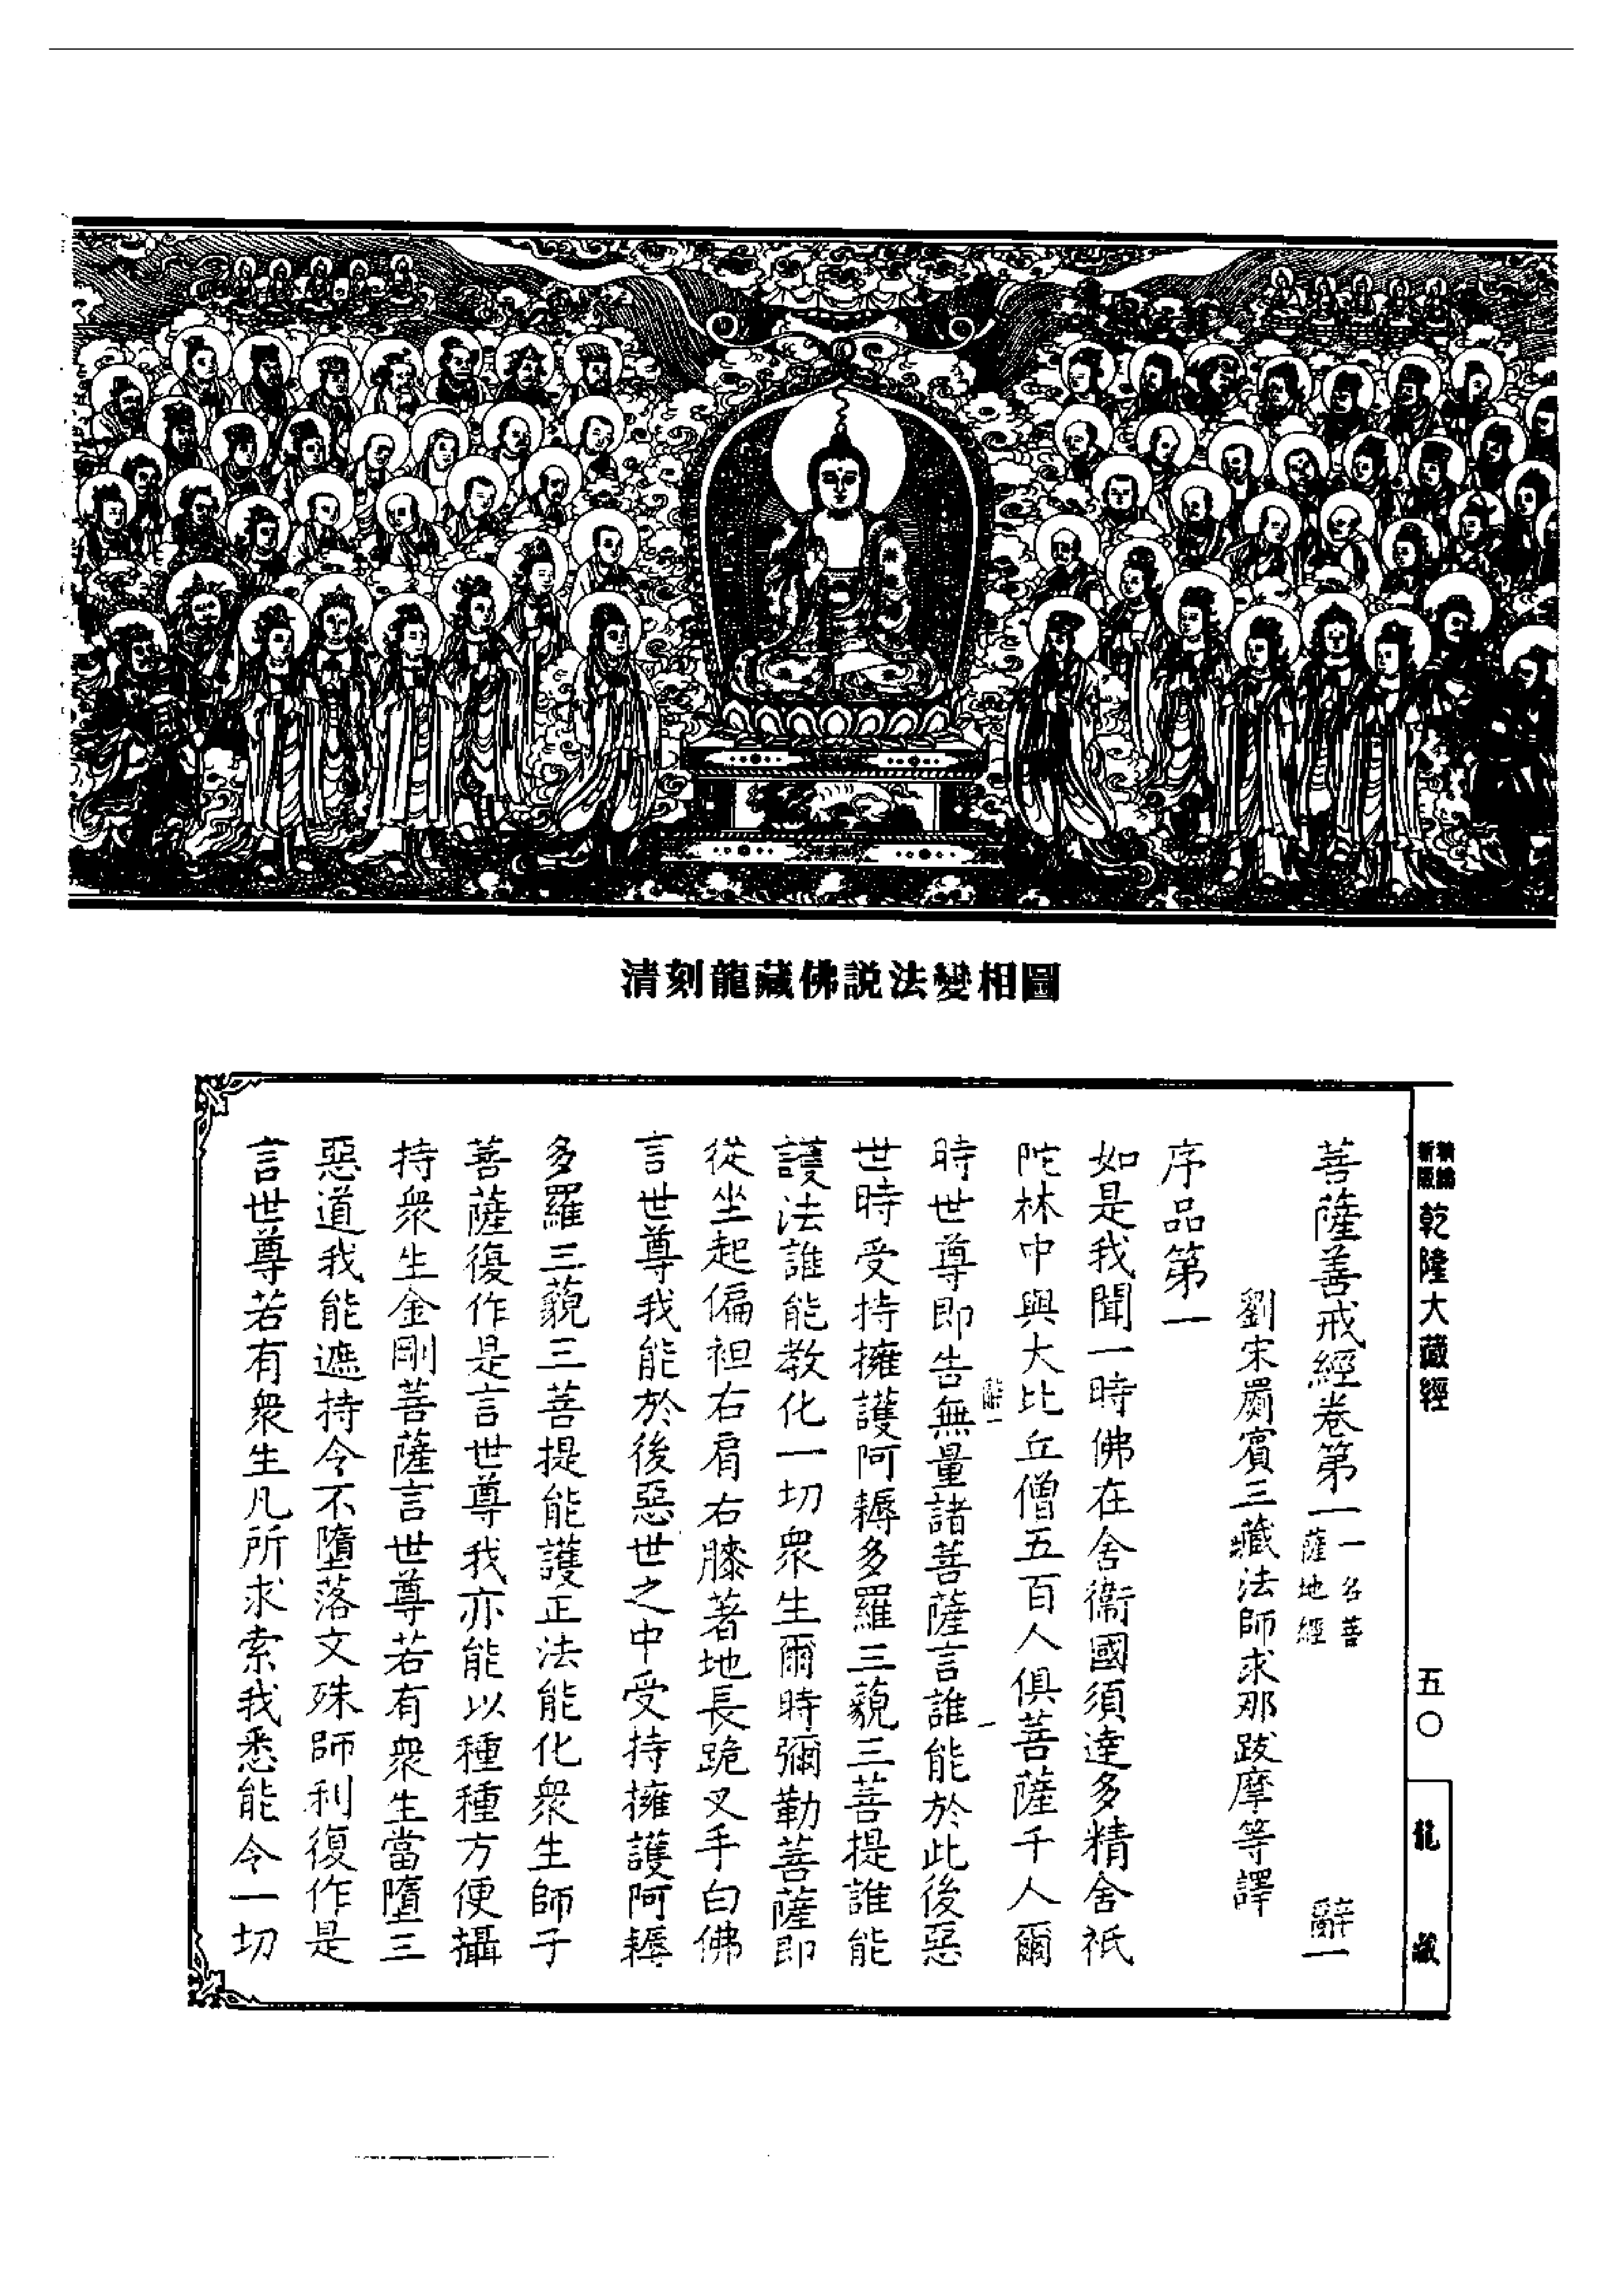 清刻龍藏佛説法變相圖
乾隆大藏經
五〇
龍藏
菩薩善戒經卷第一 一名菩薩地經 辭一
劉宋罽賓三藏法師求那跋摩等譯
序品第一
如是我聞一時佛在舍衞國須達多精舍祇
陀林中與大比丘僧五百人俱菩薩千人爾
辭一
一
時世尊即告無量諸菩薩言誰能於此後惡
世時受持擁護阿耨多羅三藐三菩提誰能
護法誰能教化一切衆生爾時彌勒菩薩即
從坐起偏袒右肩右膝著地長跪叉手白佛
言世尊我能於後惡世之中受持擁護阿耨
多羅三藐三菩提能護正法能化衆生師子
菩薩復作是言世尊我亦能以種種方便攝
持衆生金剛菩薩言世尊若有衆生當墮三
惡道我能遮持令不墮落文殊師利復作是
言世尊若有衆生凡所求索我悉能令一切